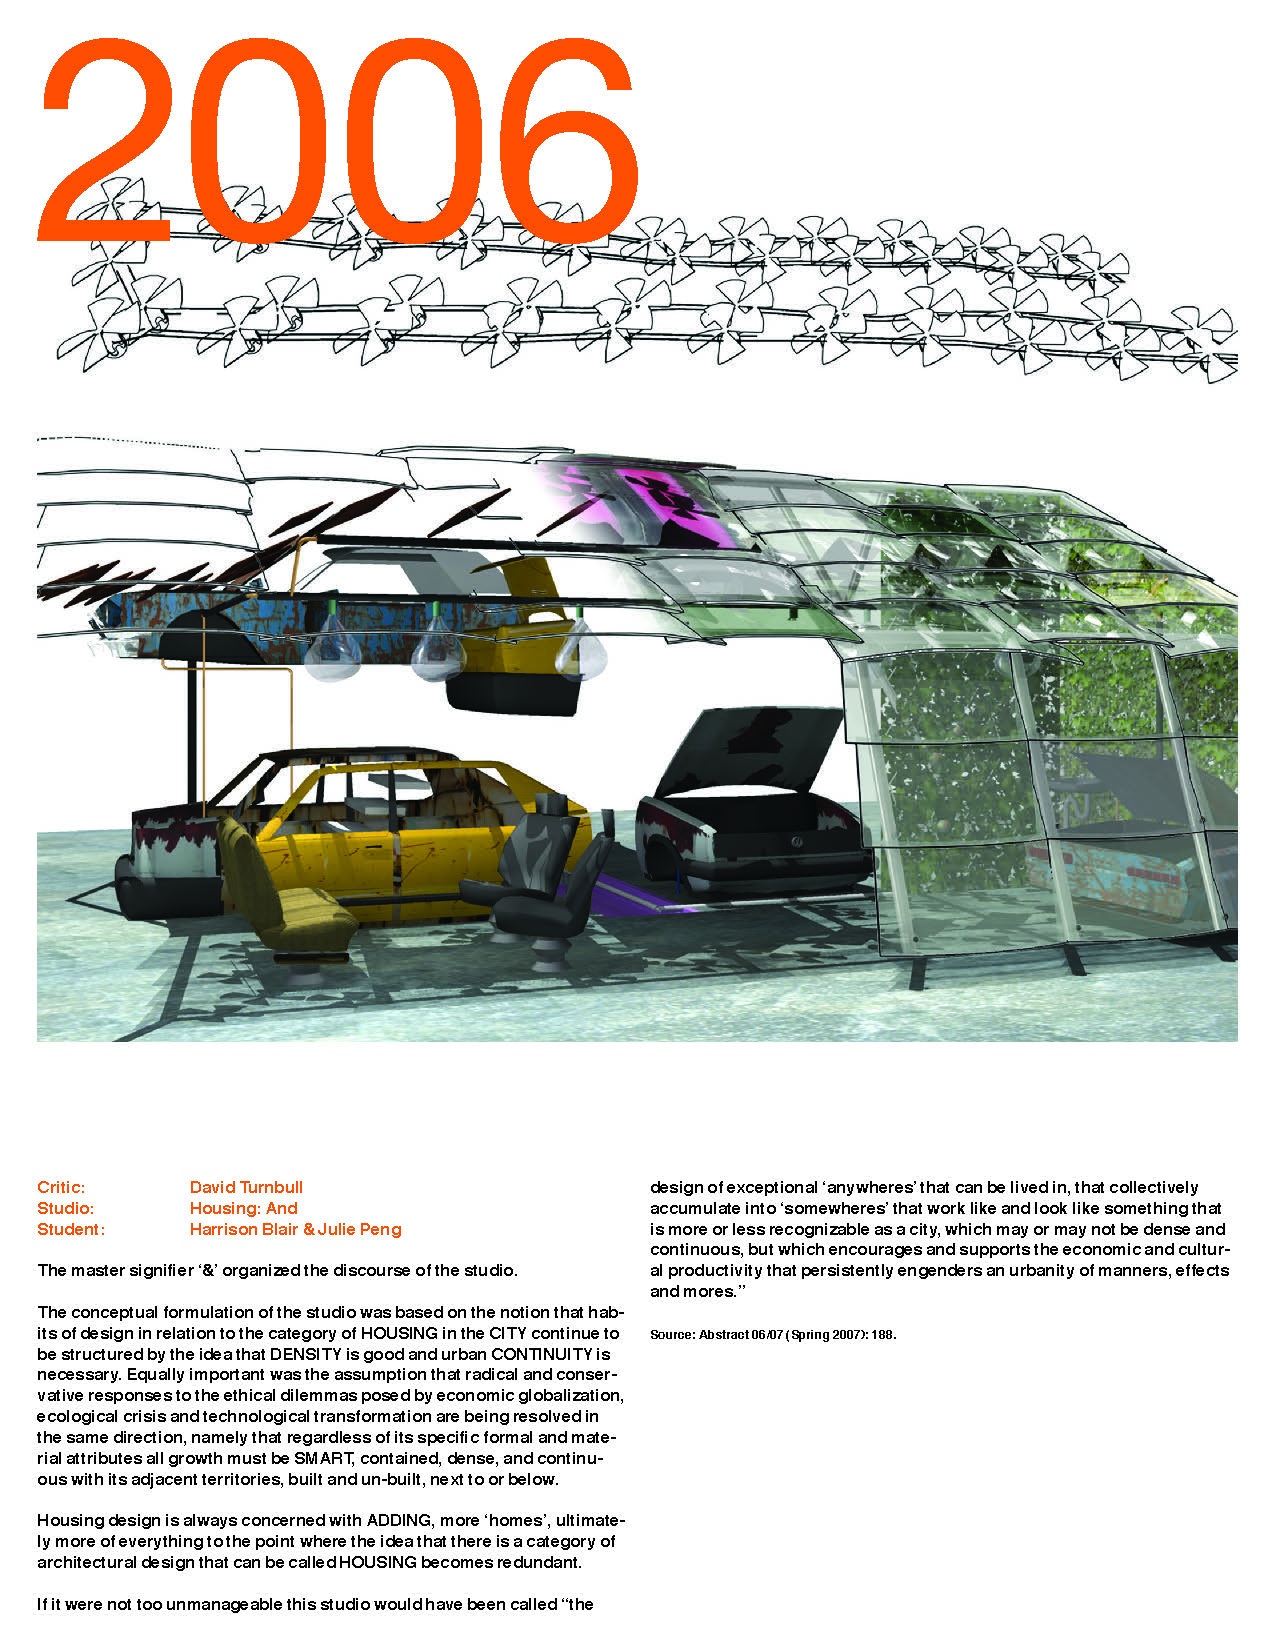 2006
Critic: David Turnbull
Studio: Housing: And
Student: Harrison Blair & Julie Peng
The master signifier ‘&’ organized the discourse of the studio.
The conceptual formulation of the studio was based on the notion that hab-
its of design in relation to the category of HOUSING in the CITY continue to
be structured by the idea that DENSITY is good and urban CONTINUITY is
necessary. Equally important was the assumption that radical and conser-
vative responses to the ethical dilemmas posed by economic globalization,
ecological crisis and technological transformation are being resolved in
the same direction, namely that regardless of its specific formal and mate-
rial attributes all growth must be SMART, contained, dense, and continu-
ous with its adjacent territories, built and un-built, next to or below.
Housing design is always concerned with ADDING, more ‘homes’, ultimate-
ly more of everything to the point where the idea that there is a category of
architectural design that can be called HOUSING becomes redundant.
If it were not too unmanageable this studio would have been called “the
design of exceptional ‘anywheres’ that can be lived in, that collectively
accumulate into ‘somewheres’ that work like and look like something that
is more or less recognizable as a city, which may or may not be dense and
continuous, but which encourages and supports the economic and cultur-
al productivity that persistently engenders an urbanity of manners, effects
and mores.”
Source: Abstract 06/07 (Spring 2007): 188.